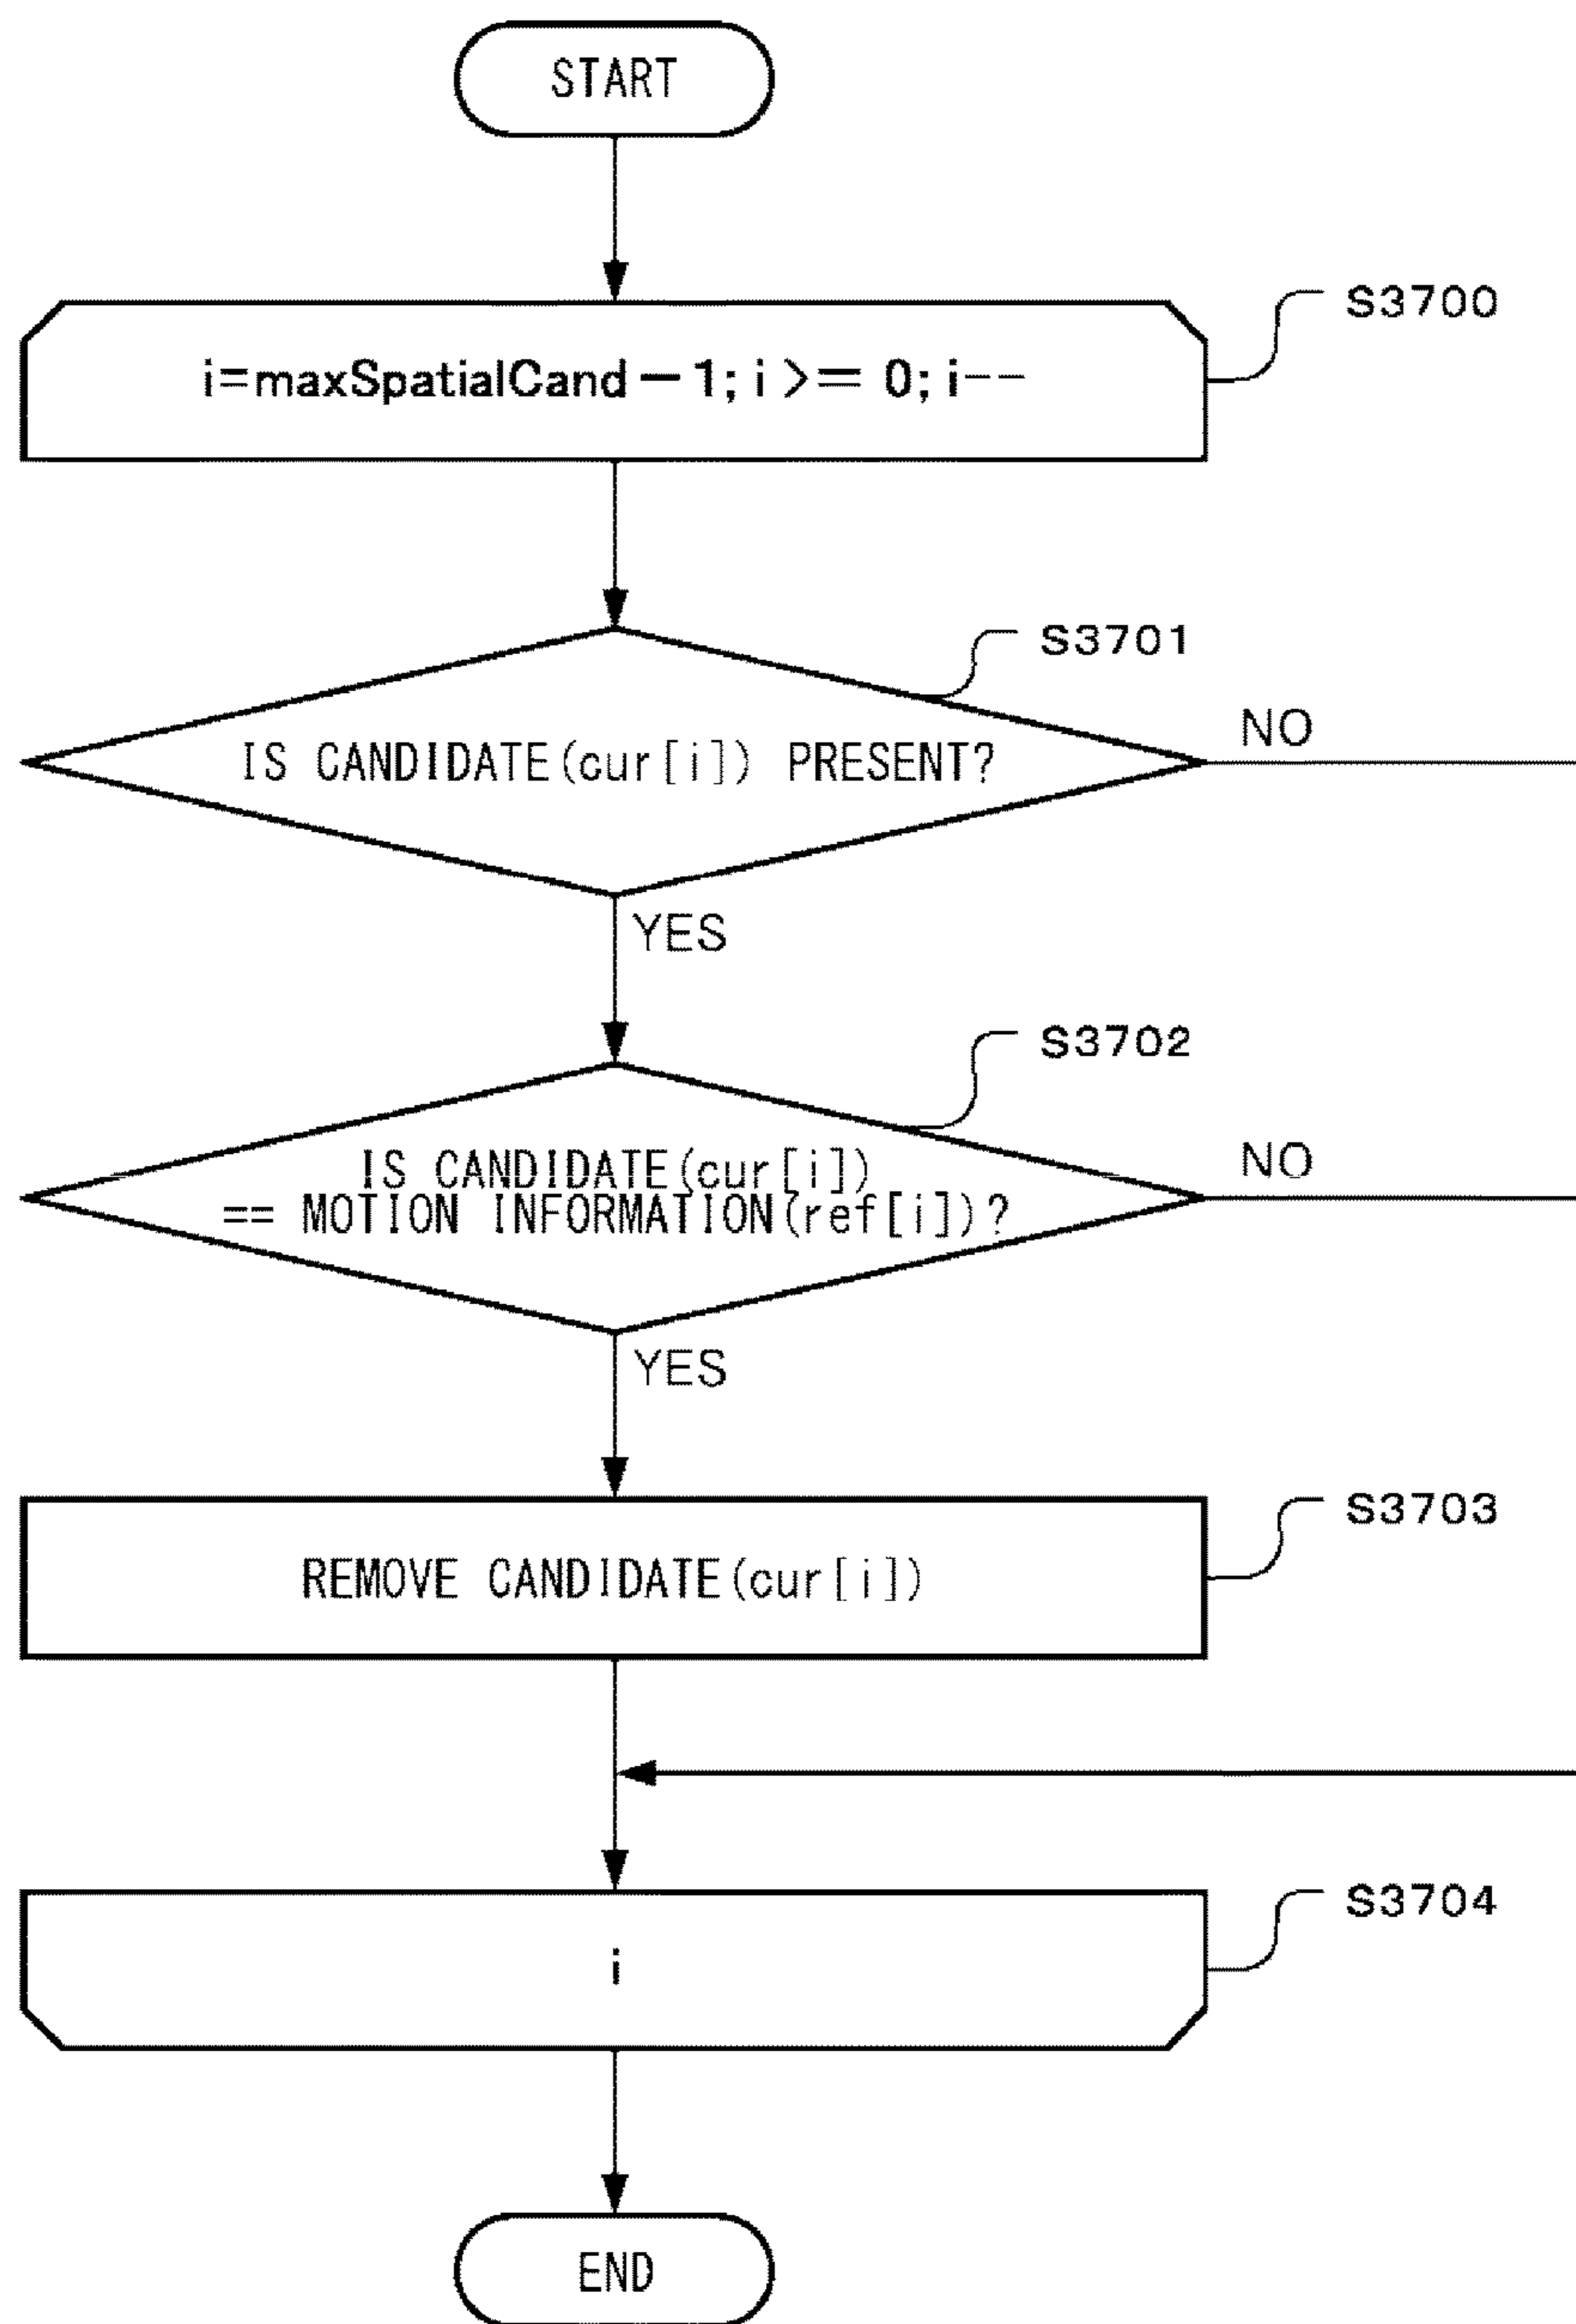 START
i=maxSpatialCand-1; i >= 0; i--
S3700
S3701
IS CANDIDATE(cur[i]) PRESENT?
NO
YES
S3702
IS CANDIDATE(cur[i])
== MOTION INFORMATION(ref[i])?
NO
YES
S3703
REMOVE CANDIDATE(cur[i])
S3704
i
END